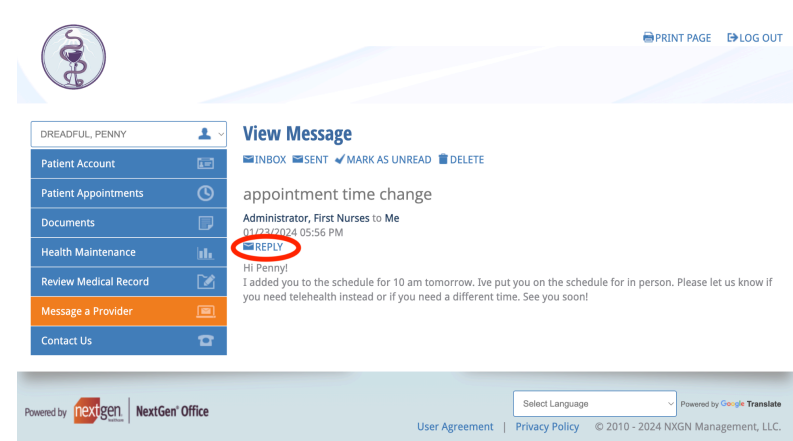 PRINT PAGE LOG OUT
DREADFUL, PENNY
Patient Account
Patient Appointments
Documents
Health Maintenance
Review Medical Record
Message a Provider
Contact Us
View Message
INBOX SENT MARK AS UNREAD DELETE
appointment time change
Administrator, First Nurses to Me
01/23/2024 05:56 PM
REPLY
Hi Penny!
I added you to the schedule for 10 am tomorrow. Ive put you on the schedule for in person. Please let us know if
you need telehealth instead or if you need a different time. See you soon!
Powered by nextgen. healthcare NextGen® Office
Select Language
Powered by Google Translate
User Agreement | Privacy Policy © 2010 - 2024 NXGN Management, LLC.